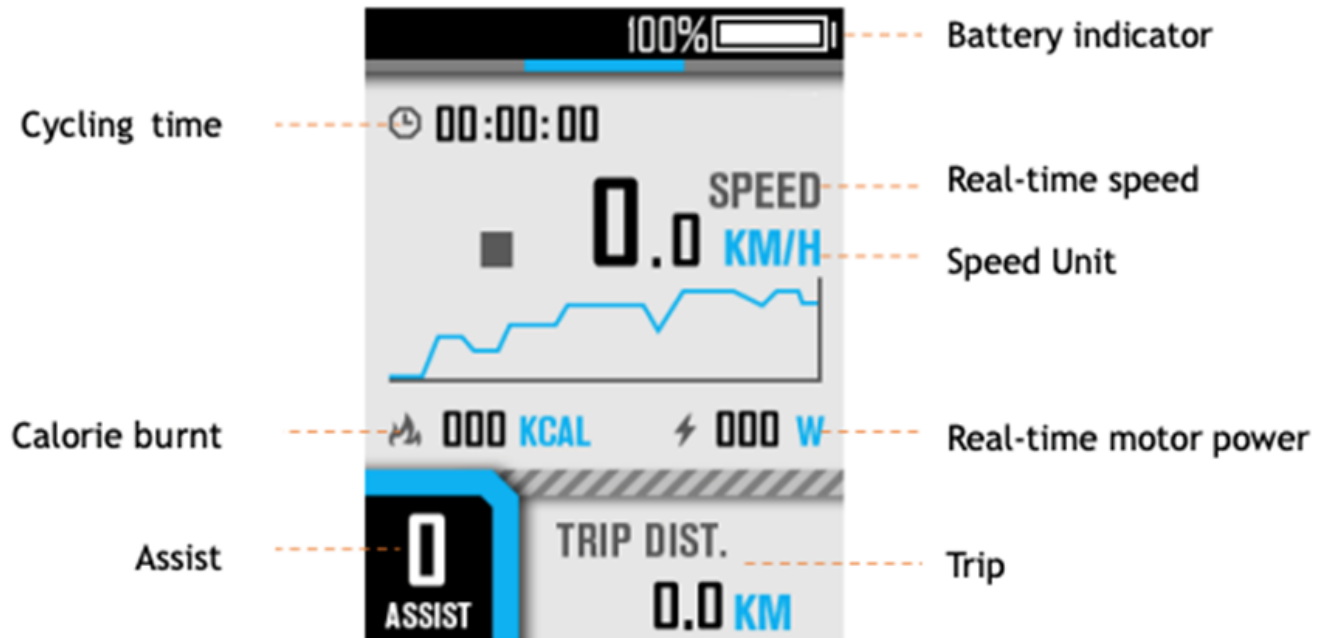 100%
Battery indicator
Cycling time
00:00:00
SPEED
Real-time speed
0.0
KM/H
Speed Unit
Calorie burnt
000 KCAL
000 W
Real-time motor power
Assist
0
ASSIST
TRIP DIST.
Trip
0.0 KM